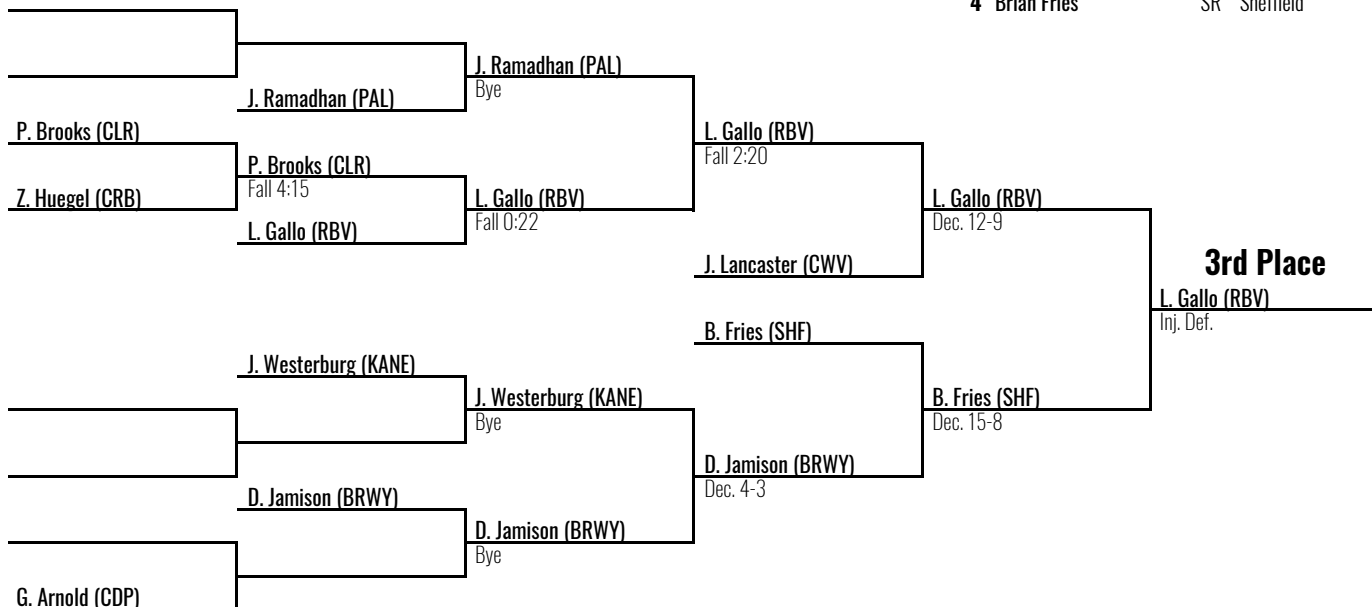 4 Brian Fries SR Sheffield
J. Ramadhan (PAL)
Bye
J. Ramadhan (PAL)
P. Brooks (CLR)
L. Gallo (RBV)
Fall 2:20
P. Brooks (CLR)
Fall 4:15
Z. Huegel (CRB)
L. Gallo (RBV)
Fall 0:22
L. Gallo (RBV)
Dec. 12-9
L. Gallo (RBV)
J. Lancaster (CWV)
3rd Place
L. Gallo (RBV)
Inj. Def.
B. Fries (SHF)
J. Westerburg (KANE)
J. Westerburg (KANE)
Bye
B. Fries (SHF)
Dec. 15-8
D. Jamison (BRWY)
Dec. 4-3
D. Jamison (BRWY)
D. Jamison (BRWY)
Bye
G. Arnold (CDP)